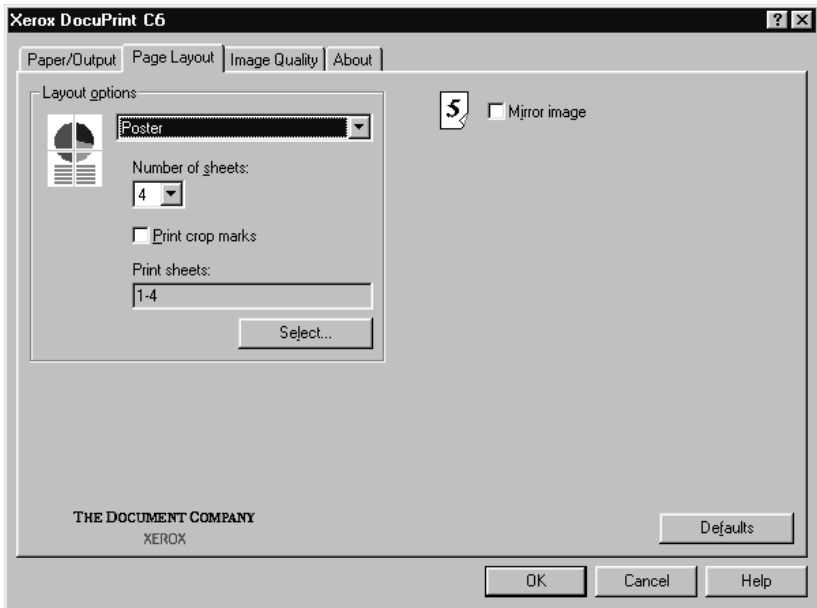 Xerox DocuPrint C6
Paper/Output
Page Layout
Image Quality
About
Layout options
Poster
Number of sheets:
4
Print crop marks
Print sheets:
1-4
Select...
5
Mirror image
THE DOCUMENT COMPANY
XEROX
Defaults
OK
Cancel
Help